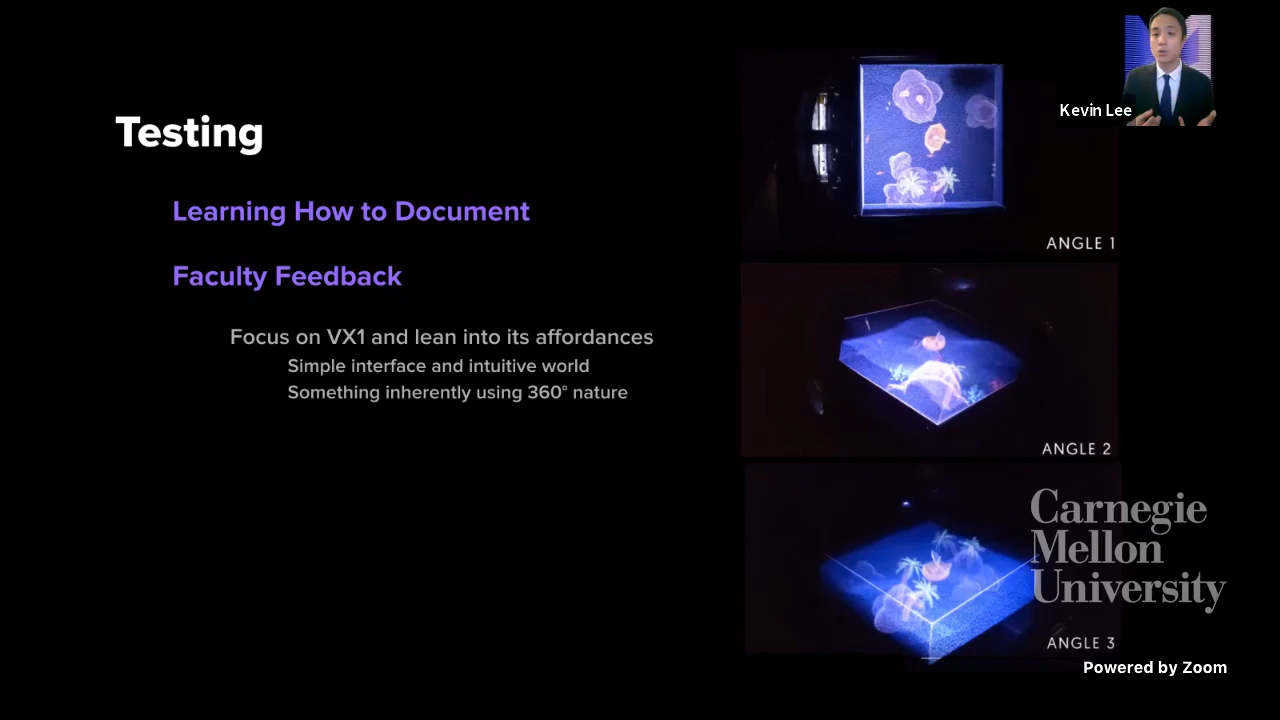 Testing
Learning How to Document
Faculty Feedback
Focus on VX1 and lean into its affordances
Simple interface and intuitive world
Something inherently using 360° nature
Kevin Lee
ANGLE 1
ANGLE 2
Carnegie
Mellon
University
ANGLE 3
Powered by Zoom